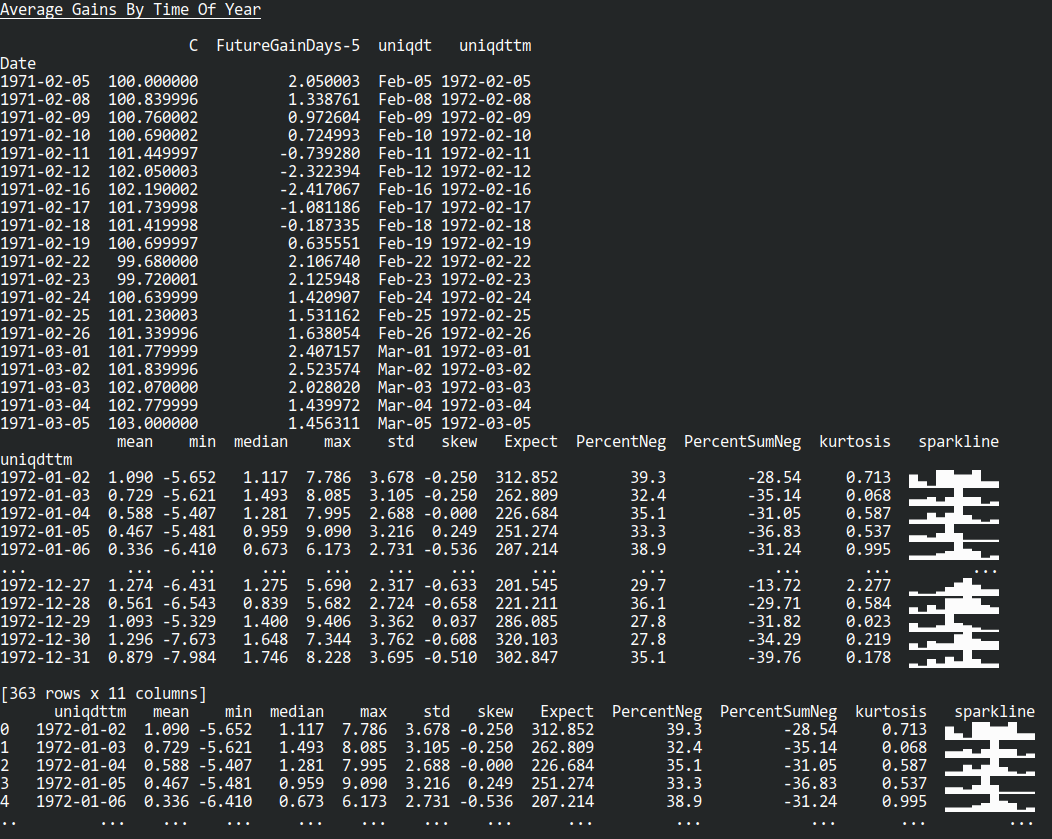 Average Gains By Time Of Year
C FutureGainDays-5 uniqdt uniqdttm
Date
1971-02-05 100.000000 2.050003 Feb-05 1972-02-05
1971-02-08 100.839996 1.338761 Feb-08 1972-02-08
1971-02-09 100.760002 0.972604 Feb-09 1972-02-09
1971-02-10 100.690002 0.724993 Feb-10 1972-02-10
1971-02-11 101.449997 -0.739280 Feb-11 1972-02-11
1971-02-12 102.050003 -2.322394 Feb-12 1972-02-12
1971-02-16 102.190002 -2.417067 Feb-16 1972-02-16
1971-02-17 101.739998 -1.081186 Feb-17 1972-02-17
1971-02-18 101.419998 -0.187335 Feb-18 1972-02-18
1971-02-19 100.699997 0.635551 Feb-19 1972-02-19
1971-02-22 99.680000 2.106740 Feb-22 1972-02-22
1971-02-23 99.720001 2.125948 Feb-23 1972-02-23
1971-02-24 100.639999 1.420907 Feb-24 1972-02-24
1971-02-25 101.230003 1.531162 Feb-25 1972-02-25
1971-02-26 101.339996 1.638054 Feb-26 1972-02-26
1971-03-01 101.779999 2.407157 Mar-01 1972-03-01
1971-03-02 101.839996 2.523574 Mar-02 1972-03-02
1971-03-03 102.070000 2.028020 Mar-03 1972-03-03
1971-03-04 102.779999 1.439972 Mar-04 1972-03-04
1971-03-05 103.000000 1.456311 Mar-05 1972-03-05
mean min median max std skew Expect PercentNeg PercentSumNeg kurtosis sparkline
uniqdttm
1972-01-02 1.090 -5.652 1.117 7.786 3.678 -0.250 312.852 39.3 -28.54 0.713
1972-01-03 0.729 -5.621 1.493 8.085 3.105 -0.250 262.809 32.4 -35.14 0.068
1972-01-04 0.588 -5.407 1.281 7.995 2.688 -0.000 226.684 35.1 -31.05 0.587
1972-01-05 0.467 -5.481 0.959 9.090 3.216 0.249 251.274 33.3 -36.83 0.537
1972-01-06 0.336 -6.410 0.673 6.173 2.731 -0.536 207.214 38.9 -31.24 0.995
... ... ... ... ... ... ... ... ... ... ... ...
1972-12-27 1.274 -6.431 1.275 5.690 2.317 -0.633 201.545 29.7 -13.72 2.277
1972-12-28 0.561 -6.543 0.839 5.682 2.724 -0.658 221.211 36.1 -29.71 0.584
1972-12-29 1.093 -5.329 1.400 9.406 3.362 0.037 286.085 27.8 -31.82 0.023
1972-12-30 1.296 -7.673 1.648 7.344 3.762 -0.608 320.103 27.8 -34.29 0.219
1972-12-31 0.879 -7.984 1.746 8.228 3.695 -0.510 302.847 35.1 -39.76 0.178
[363 rows x 11 columns]
uniqdttm mean min median max std skew Expect PercentNeg PercentSumNeg kurtosis sparkline
0 1972-01-02 1.090 -5.652 1.117 7.786 3.678 -0.250 312.852 39.3 -28.54 0.713
1 1972-01-03 0.729 -5.621 1.493 8.085 3.105 -0.250 262.809 32.4 -35.14 0.068
2 1972-01-04 0.588 -5.407 1.281 7.995 2.688 -0.000 226.684 35.1 -31.05 0.587
3 1972-01-05 0.467 -5.481 0.959 9.090 3.216 0.249 251.274 33.3 -36.83 0.537
4 1972-01-06 0.336 -6.410 0.673 6.173 2.731 -0.536 207.214 38.9 -31.24 0.995
.. ... ... ... ... ... ... ... ... ... ... ... ...